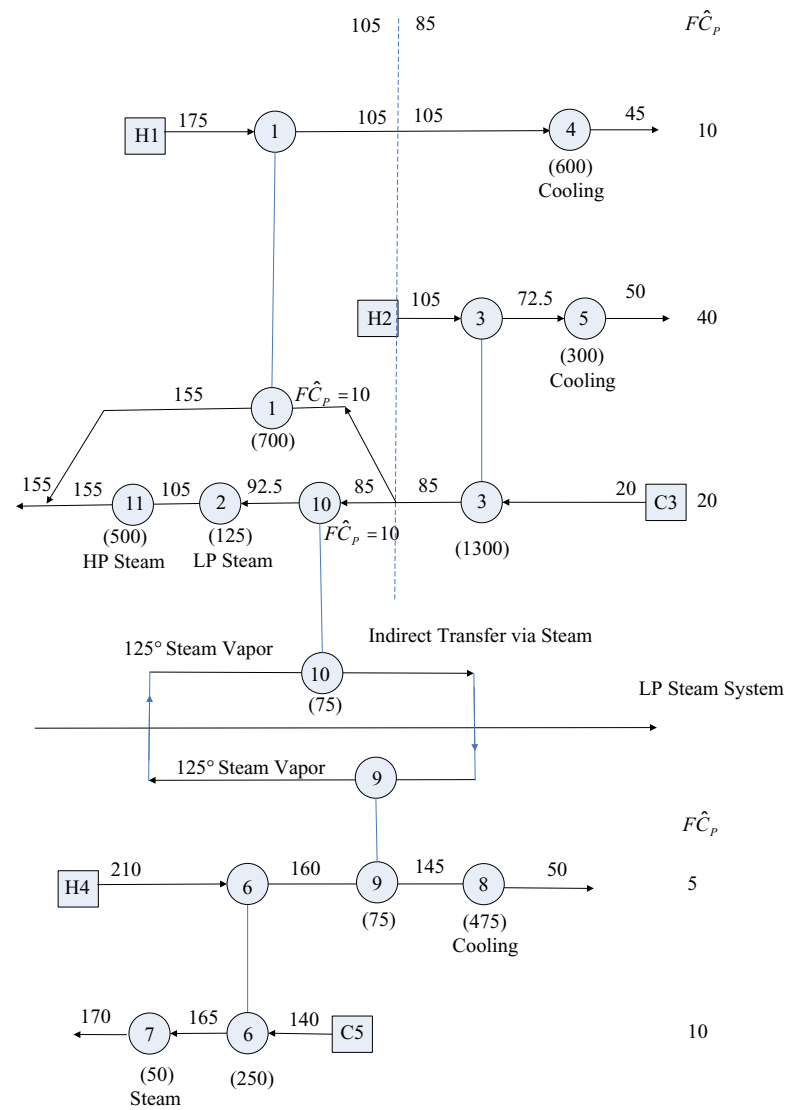 105 85 FĈ_P
H1 175 1 105 105 4 45 10
(600)
Cooling
H2 105 3 72.5 5 50 40
(300)
Cooling
155 1 FĈ_P = 10
(700)
155 155 11 105 2 92.5 10 85 85 3 20 C3 20
(500) (125) FĈ_P = 10 (1300)
HP Steam LP Steam
Indirect Transfer via Steam
125° Steam Vapor 10
(75)
LP Steam System
125° Steam Vapor 9
FĈ_P
H4 210 6 160 9 145 8 50 5
(75) (475)
Cooling
170 7 165 6 140 C5 10
(50) (250)
Steam